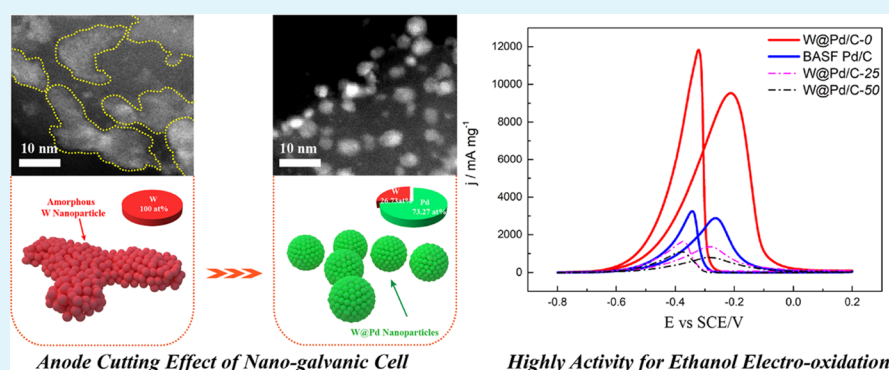 10 nm
10 nm
Amorphous
W Nanoparticle
W
100 at%
W
26.73at%
Pd
73.27 at%
W@Pd Nanoparticles
Anode Cutting Effect of Nano-galvanic Cell
12000
10000
8000
6000
4000
2000
0
j / mA mg⁻¹
W@Pd/C-0
BASF Pd/C
W@Pd/C-25
W@Pd/C-50
-0.8 -0.6 -0.4 -0.2 0.0 0.2
E vs SCE/V
Highly Activity for Ethanol Electro-oxidation